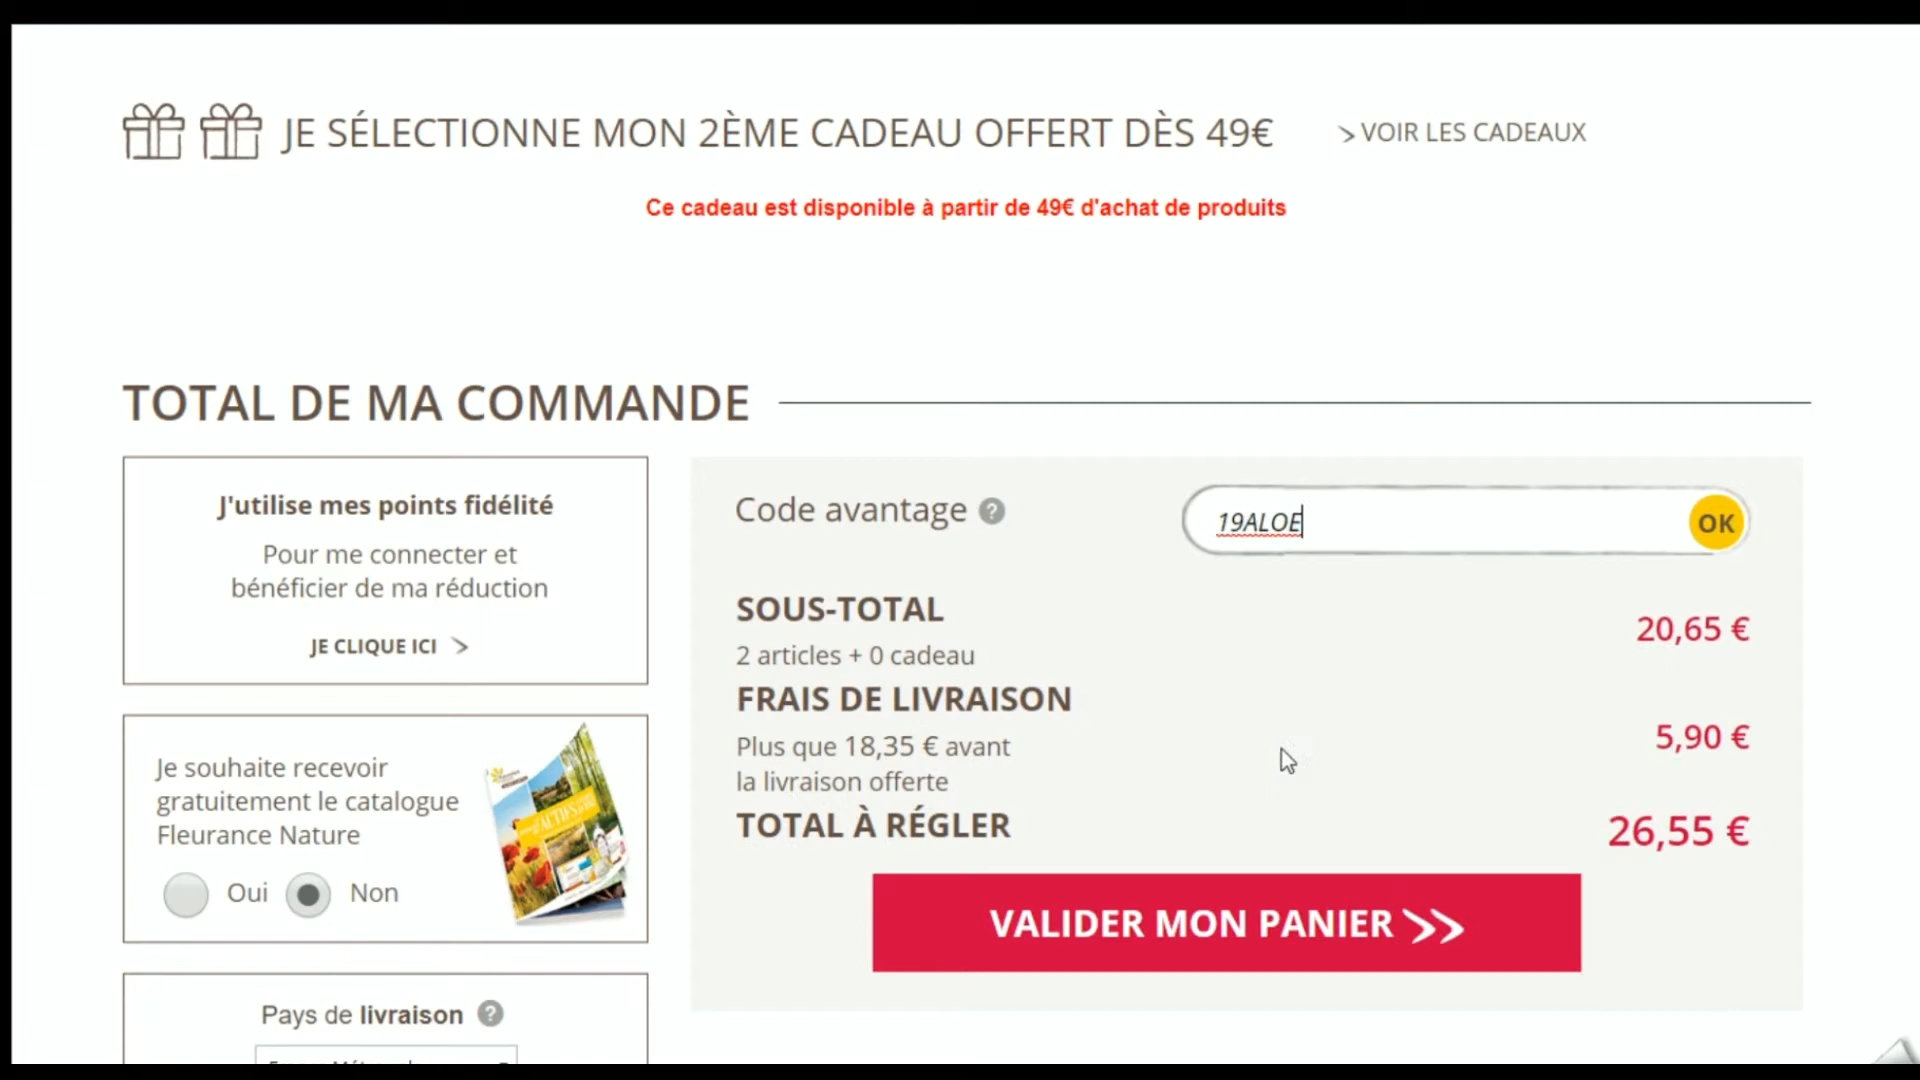 JE SÉLECTIONNE MON 2ÈME CADEAU OFFERT DÈS 49€
VOIR LES CADEAUX
Ce cadeau est disponible à partir de 49€ d'achat de produits
TOTAL DE MA COMMANDE
J'utilise mes points fidélité
Pour me connecter et
bénéficier de ma réduction
JE CLIQUE ICI
Je souhaite recevoir
gratuitement le catalogue
Fleurance Nature
Oui
Non
Pays de livraison ?
Code avantage ?
19ALOE
OK
SOUS-TOTAL
20,65 €
2 articles + 0 cadeau
FRAIS DE LIVRAISON
5,90 €
Plus que 18,35 € avant
la livraison offerte
TOTAL À RÉGLER
26,55 €
VALIDER MON PANIER